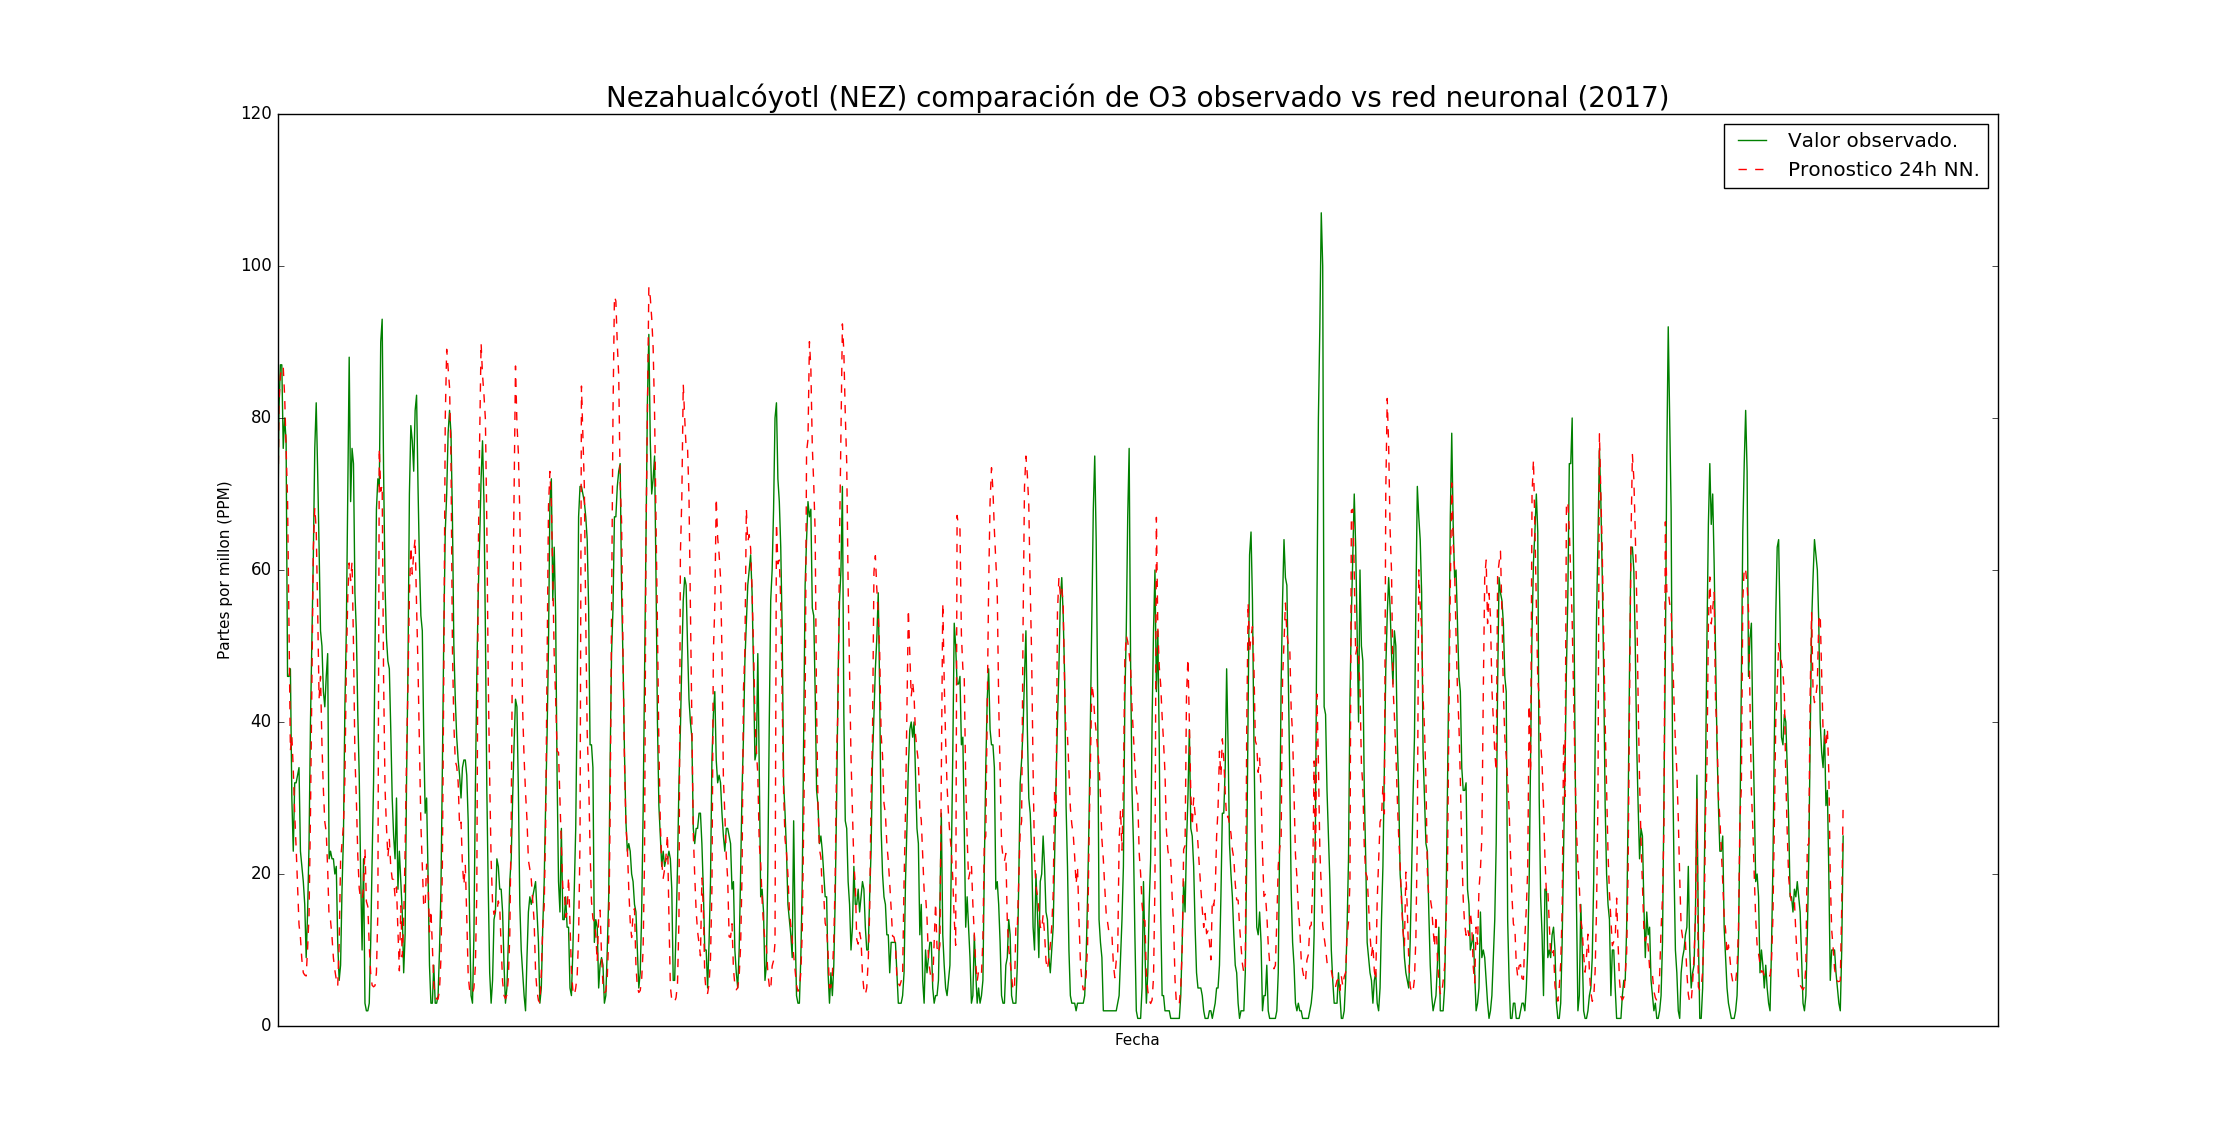 Nezahualcóyotl (NEZ) comparación de O3 observado vs red neuronal (2017)
120
100
80
60
40
20
0
Partes por millon (PPM)
Valor observado.
Pronostico 24h NN.
Fecha